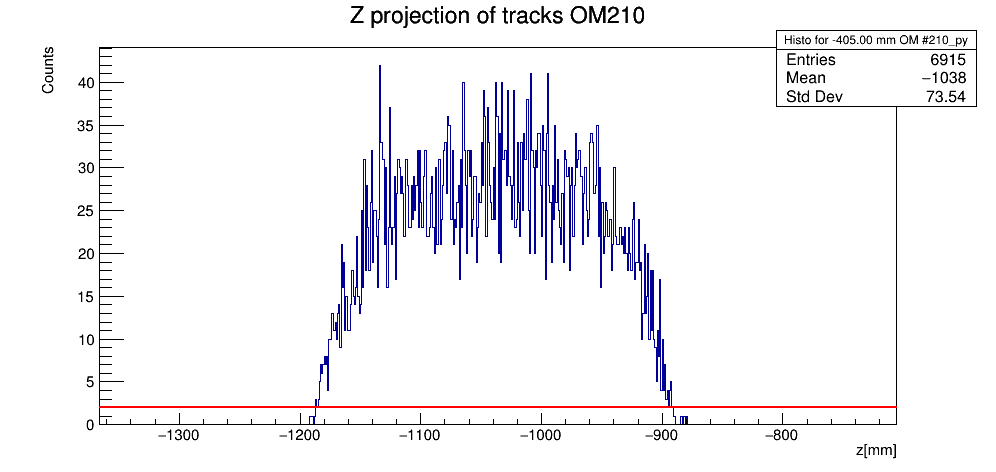 Z projection of tracks OM210
Histo for -405.00 mm OM #210_py
Entries 6915
Mean −1038
Std Dev 73.54
Counts
40
35
30
25
20
15
10
5
0
−1300 −1200 −1100 −1000 −900 −800
z[mm]